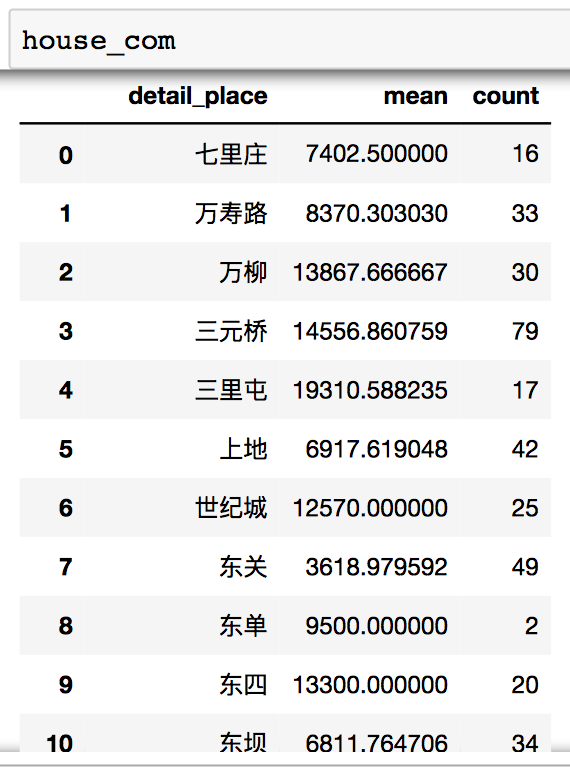 house_com
detail_place mean count
0 七里庄 7402.500000 16
1 万寿路 8370.303030 33
2 万柳 13867.666667 30
3 三元桥 14556.860759 79
4 三里屯 19310.588235 17
5 上地 6917.619048 42
6 世纪城 12570.000000 25
7 东关 3618.979592 49
8 东单 9500.000000 2
9 东四 13300.000000 20
10 东坝 6811.764706 34